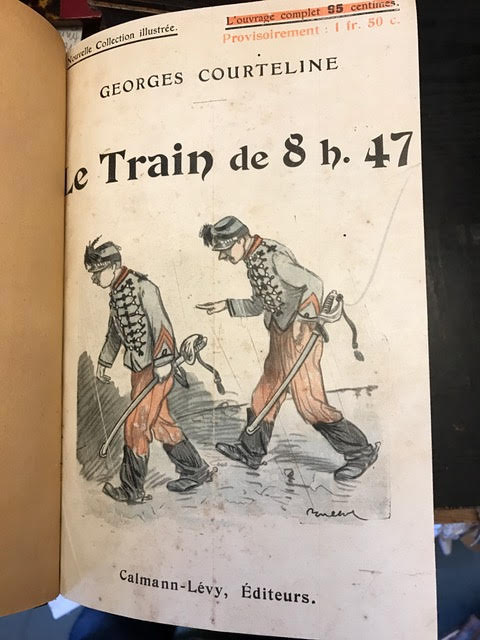 Nouvelle Collection illustrée.
L'ouvrage complet 95 centimes.
Provisoirement : 1 fr. 50 c.
GEORGES COURTELINE
Le Train de 8 h. 47
Calmann-Lévy, Éditeurs.